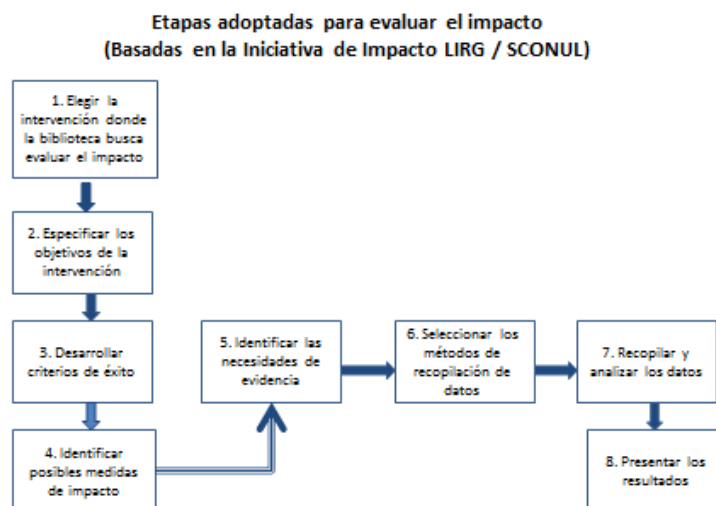 Etapas adoptadas para evaluar el impacto
(Basadas en la Iniciativa de Impacto LIRG / SCONUL)
1. Elegir la
intervención donde
la biblioteca busca
evaluar el impacto
2. Especificar los
objetivos de la
intervención
3. Desarrollar
criterios de éxito
4. Identificar
posibles medidas
de impacto
5. Identificar las
necesidades de
evidencia
6. Seleccionar los
métodos de
recopilación de
datos
7. Recopilar y
analizar los datos
8. Presentar los
resultados